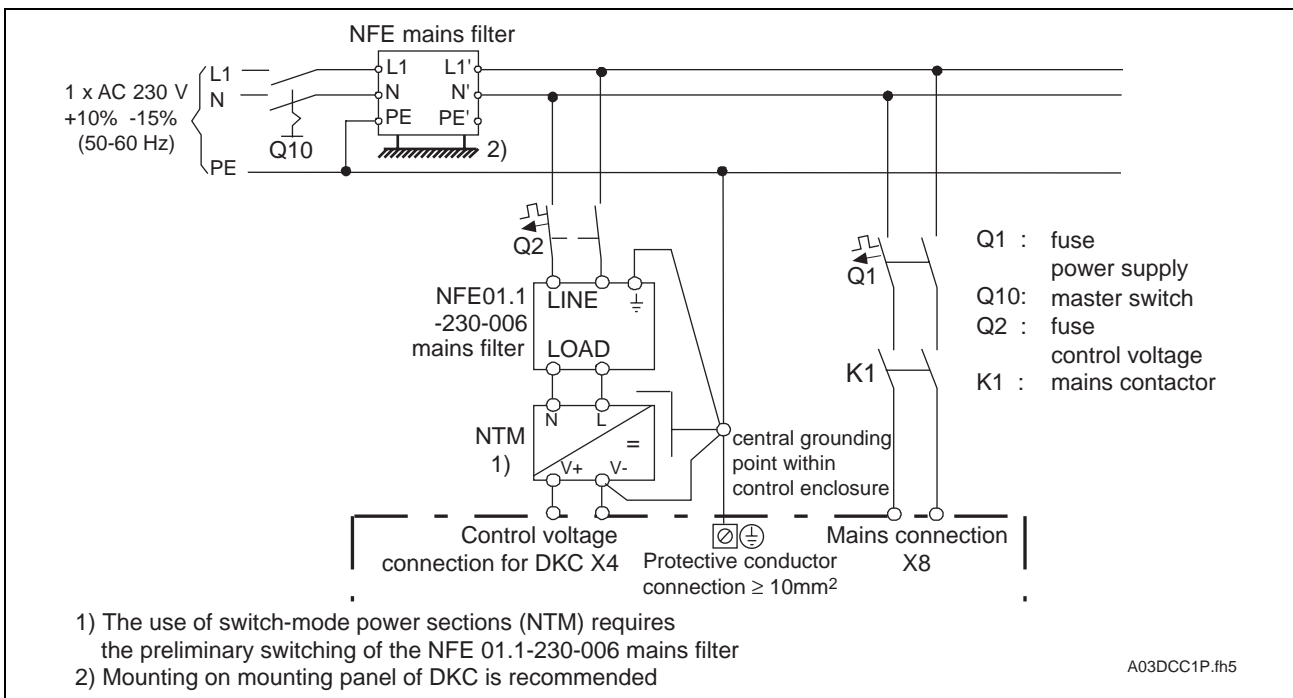 NFE mains filter
L1
N
PE
1 x AC 230 V
+10% -15%
(50-60 Hz)
Q10
L1 L1'
N N'
PE PE'
2)
Q2
Q1
NFE01.1
-230-006
mains filter
LINE
LOAD
K1
Q1 : fuse
power supply
Q10: master switch
Q2 : fuse
control voltage
K1 : mains contactor
NTM
1)
N L
=
V+ V-
central grounding
point within
control enclosure
Control voltage
connection for DKC X4
Protective conductor
connection ≥ 10mm²
Mains connection
X8
1) The use of switch-mode power sections (NTM) requires
the preliminary switching of the NFE 01.1-230-006 mains filter
2) Mounting on mounting panel of DKC is recommended
A03DCC1P.fh5